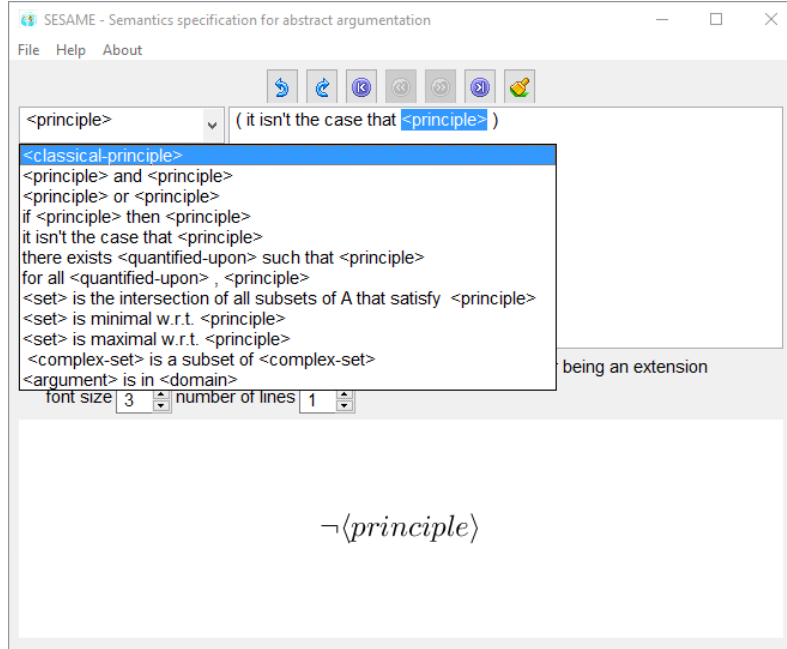 SESAME - Semantics specification for abstract argumentation
File Help About
<principle>
( it isn't the case that <principle> )
<classical-principle>
<principle> and <principle>
<principle> or <principle>
if <principle> then <principle>
it isn't the case that <principle>
there exists <quantified-upon> such that <principle>
for all <quantified-upon> , <principle>
<set> is the intersection of all subsets of A that satisfy <principle>
<set> is minimal w.r.t. <principle>
<set> is maximal w.r.t. <principle>
<complex-set> is a subset of <complex-set>
<argument> is in <domain>
being an extension
font size 3 number of lines 1
¬⟨principle⟩